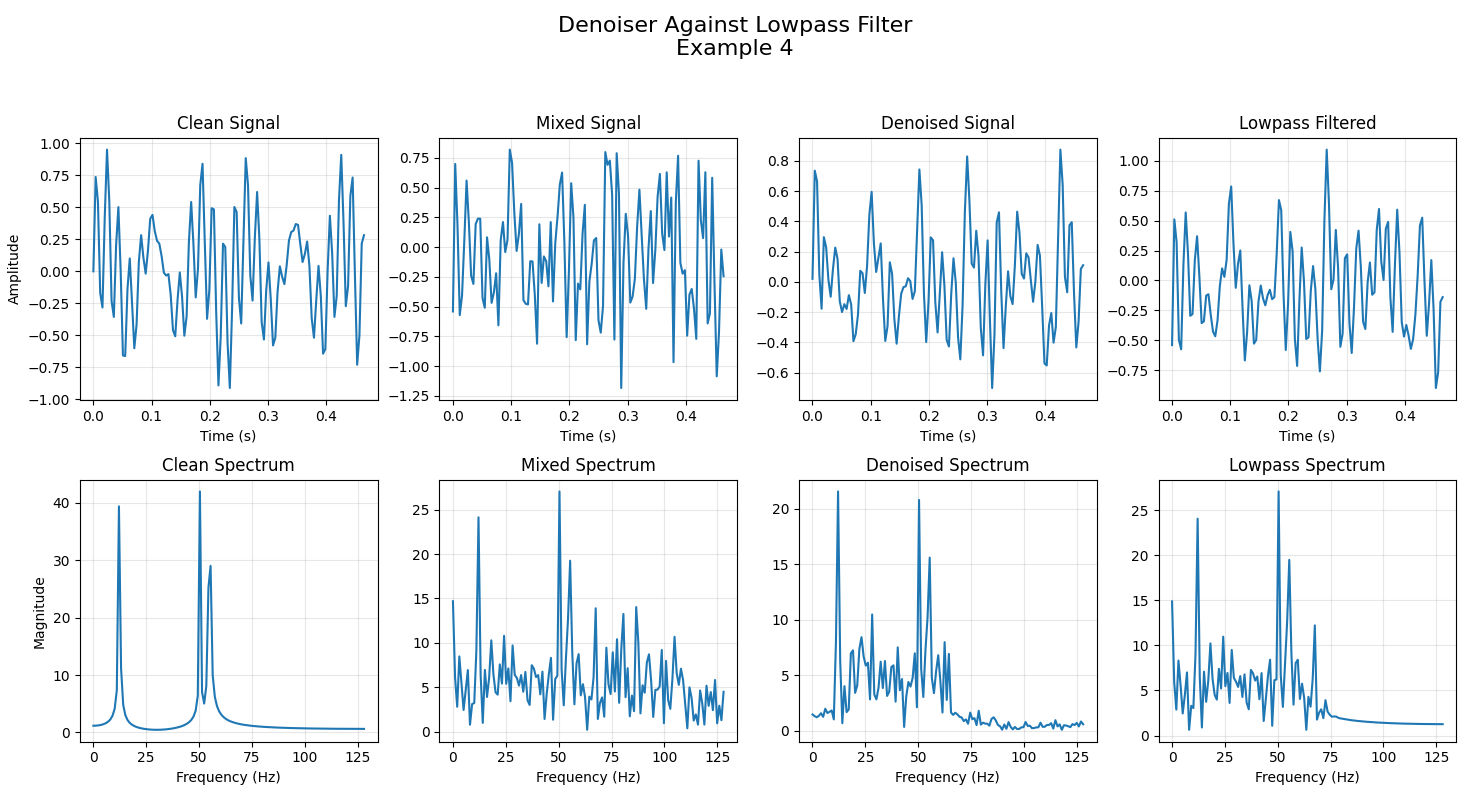 Denoiser Against Lowpass Filter
Example 4
Clean Signal
Mixed Signal
Denoised Signal
Lowpass Filtered
Amplitude
1.00
0.75
0.50
0.25
0.00
−0.25
−0.50
−0.75
−1.00
0.0 0.1 0.2 0.3 0.4
Time (s)
0.75
0.50
0.25
0.00
−0.25
−0.50
−0.75
−1.00
−1.25
0.0 0.1 0.2 0.3 0.4
Time (s)
0.8
0.6
0.4
0.2
0.0
−0.2
−0.4
−0.6
0.0 0.1 0.2 0.3 0.4
Time (s)
1.00
0.75
0.50
0.25
0.00
−0.25
−0.50
−0.75
0.0 0.1 0.2 0.3 0.4
Time (s)
Clean Spectrum
Mixed Spectrum
Denoised Spectrum
Lowpass Spectrum
Magnitude
40
30
20
10
0
0 25 50 75 100 125
Frequency (Hz)
25
20
15
10
5
0
0 25 50 75 100 125
Frequency (Hz)
20
15
10
5
0
0 25 50 75 100 125
Frequency (Hz)
25
20
15
10
5
0
0 25 50 75 100 125
Frequency (Hz)